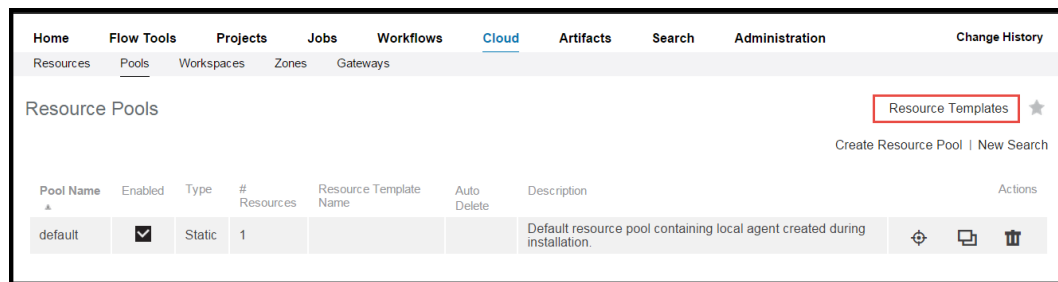 Home Flow Tools Projects Jobs Workflows Cloud Artifacts Search Administration Change History
Resources Pools Workspaces Zones Gateways
Resource Pools
Resource Templates
Create Resource Pool | New Search
Pool Name Enabled Type # Resources Resource Template Name Auto Delete Description Actions
default Static 1 Default resource pool containing local agent created during
installation.